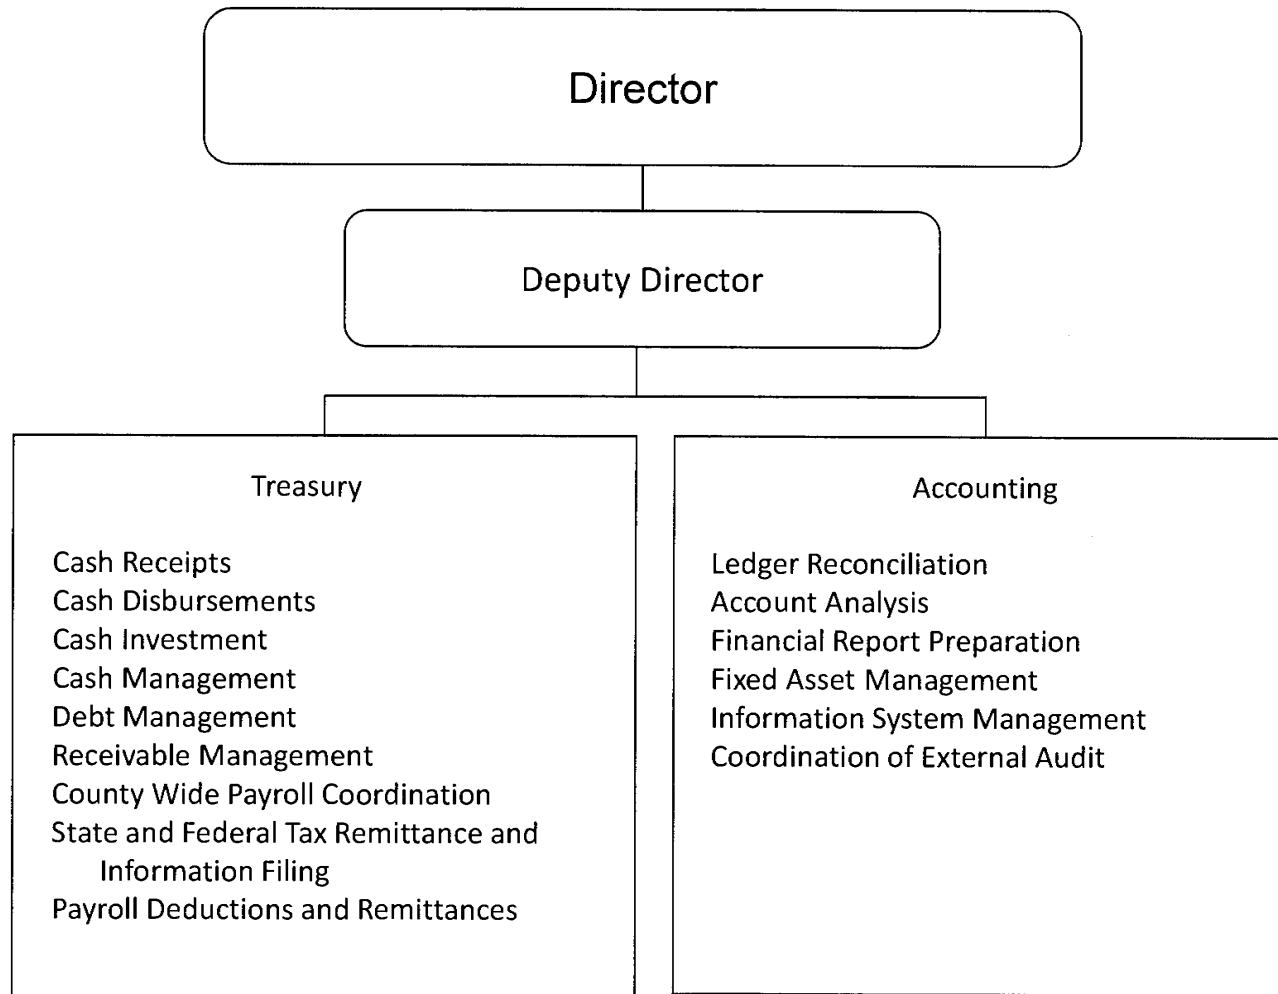 Director
Deputy Director
Treasury
Cash Receipts
Cash Disbursements
Cash Investment
Cash Management
Debt Management
Receivable Management
County Wide Payroll Coordination
State and Federal Tax Remittance and
Information Filing
Payroll Deductions and Remittances
Accounting
Ledger Reconciliation
Account Analysis
Financial Report Preparation
Fixed Asset Management
Information System Management
Coordination of External Audit